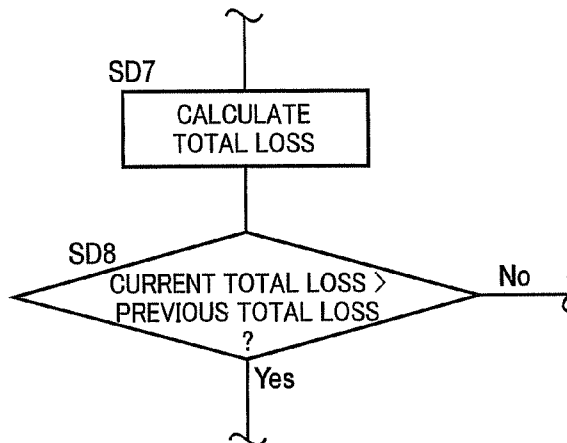 SD7
CALCULATE
TOTAL LOSS
SD8
CURRENT TOTAL LOSS >
PREVIOUS TOTAL LOSS
?
No
Yes